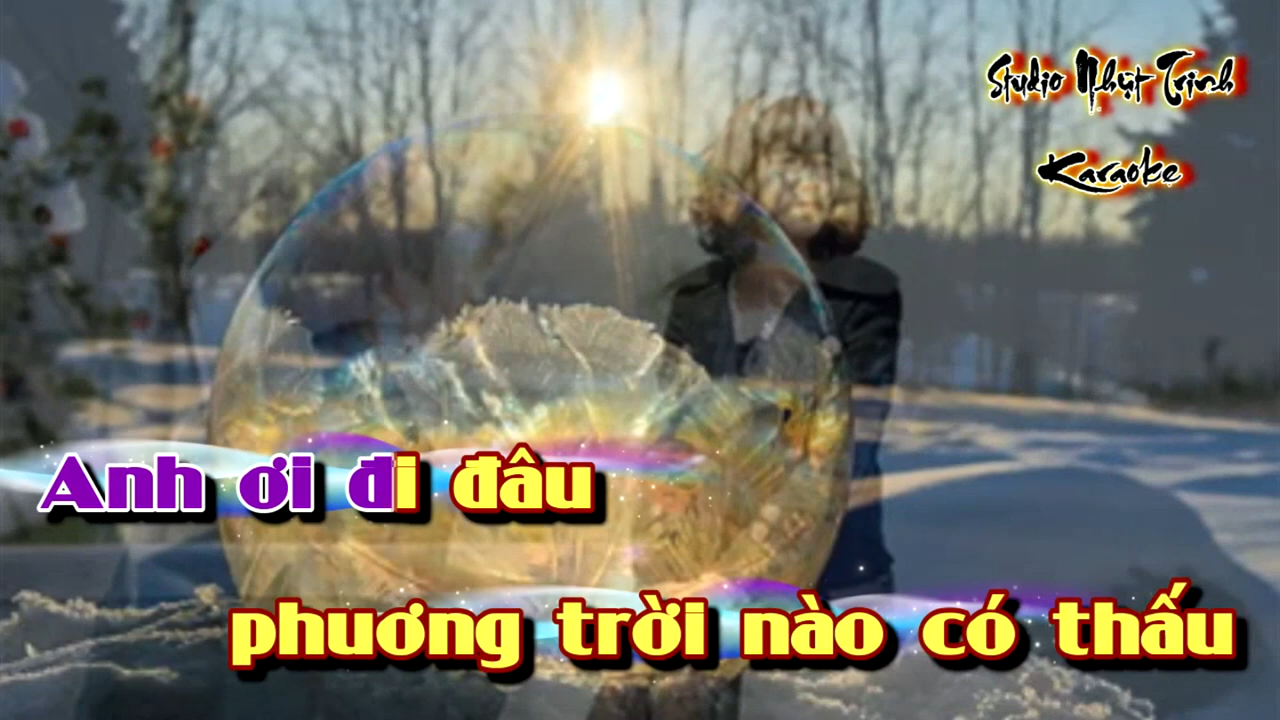 Studio Nhựt Trinh
Karaoke
Anh ơi đi đâu
phương trời nào có thấu